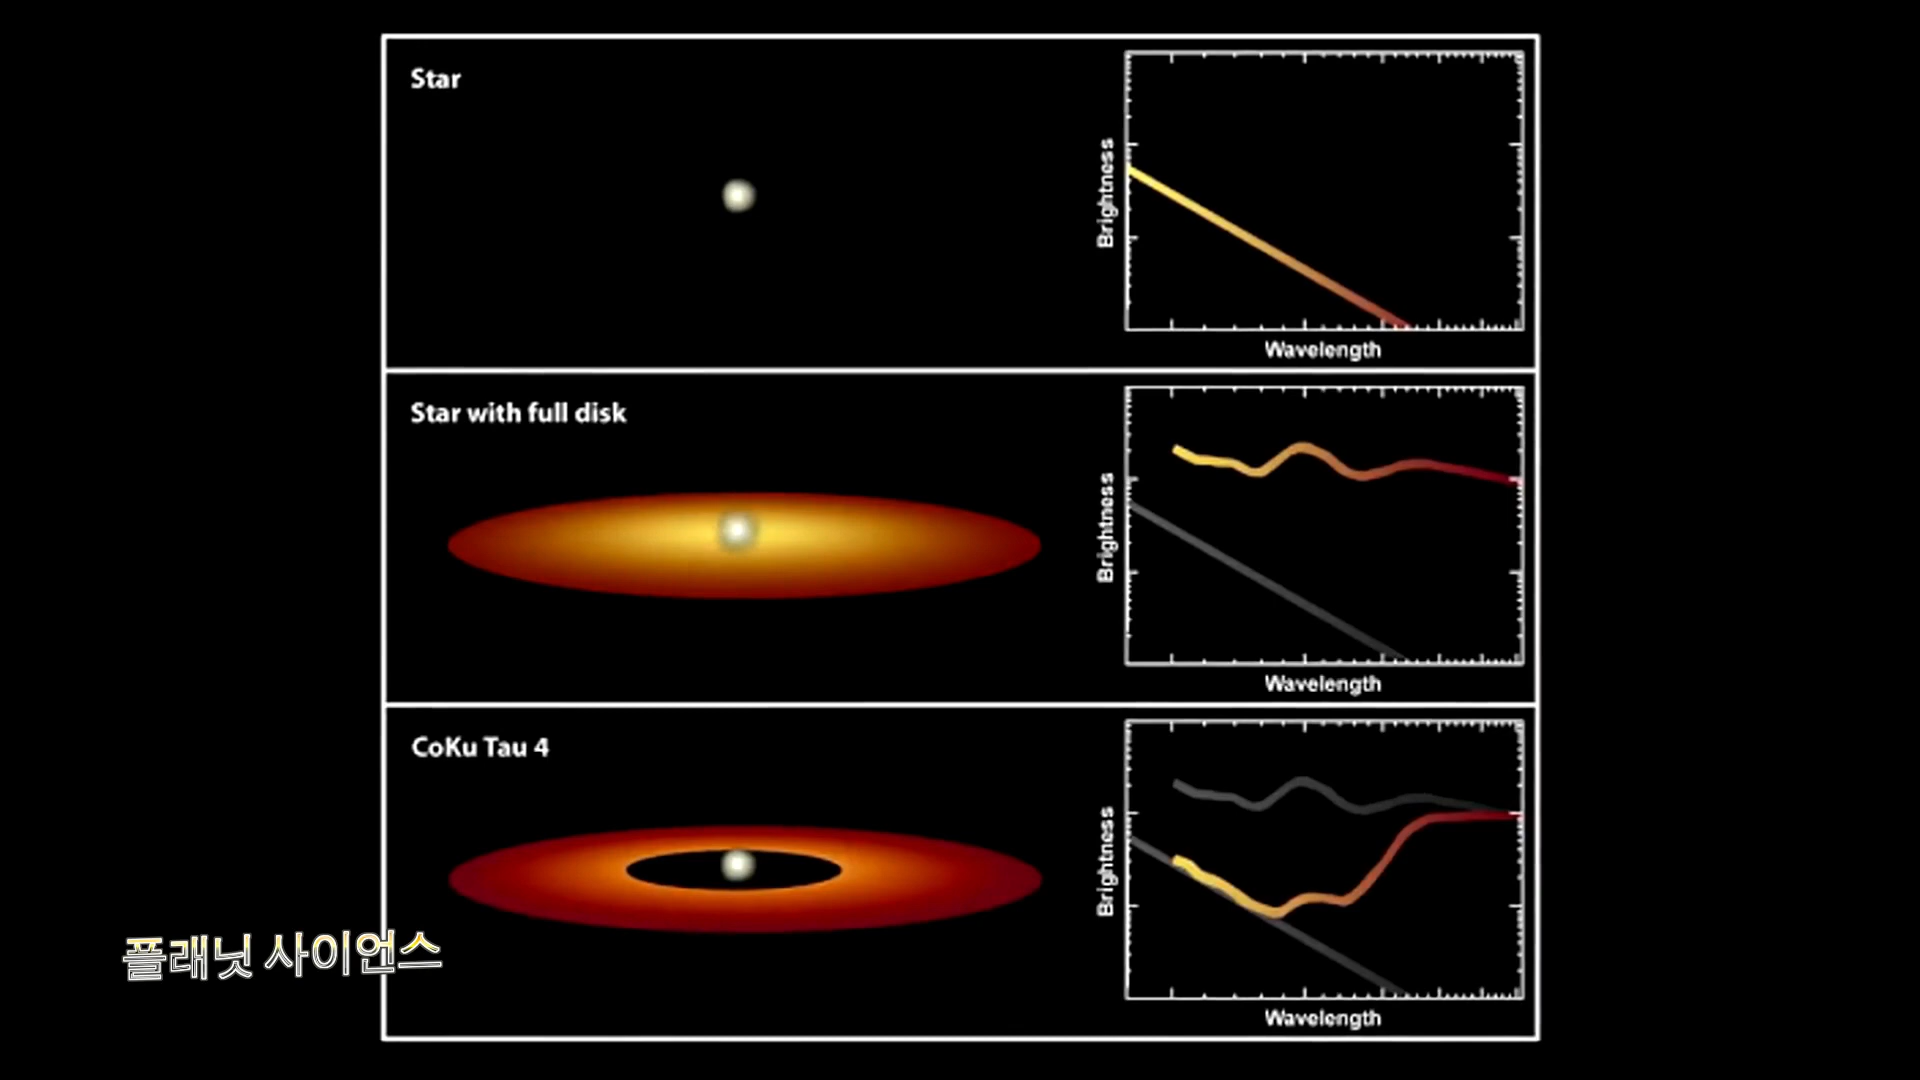 Star
Brightness
Wavelength
Star with full disk
Brightness
Wavelength
CoKu Tau 4
Brightness
Wavelength
플래닛 사이언스